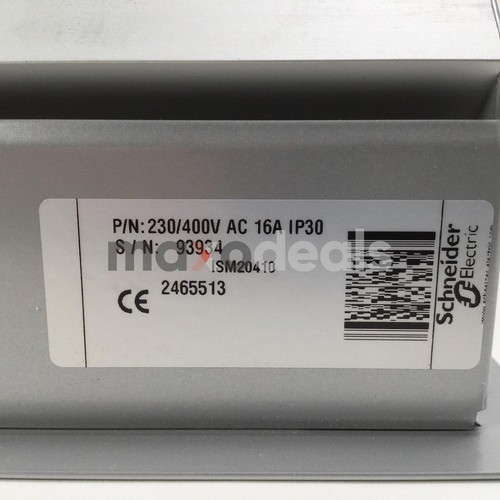 P/N: 230/400V AC 16A IP30
S / N: 93934
ISM20410
CE 2465513
Schneider
Electric
maxodeals